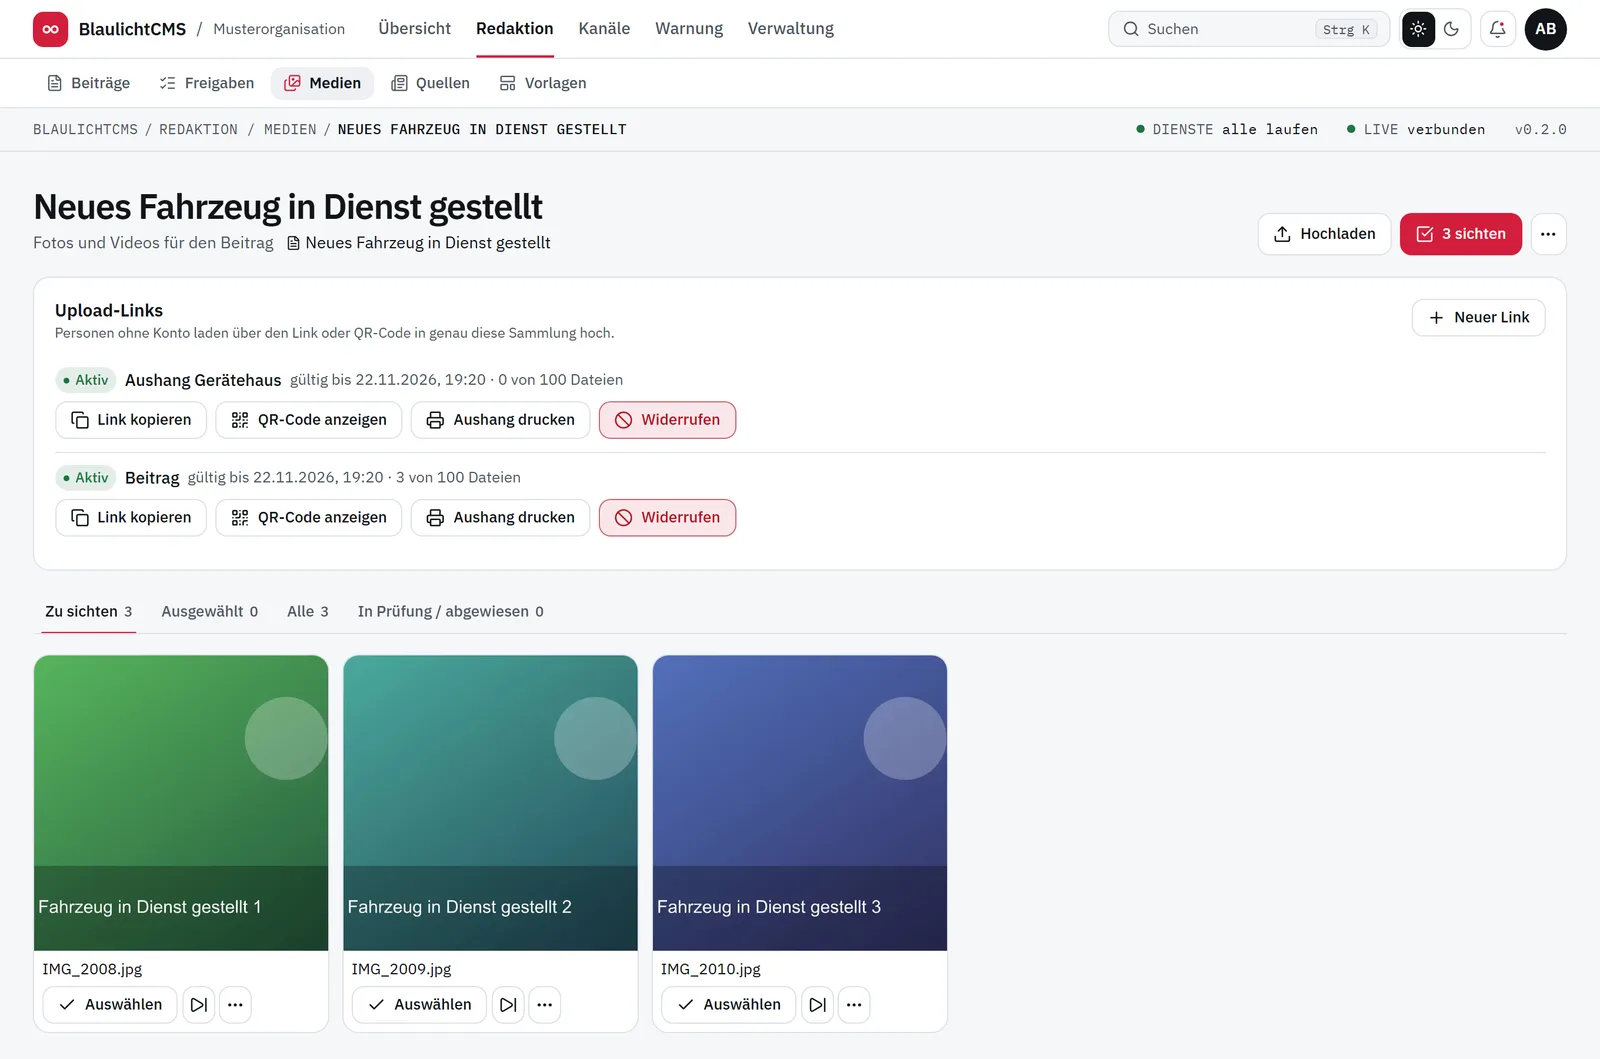 BlaulichtCMS / Musterorganisation Übersicht Redaktion Kanäle Warnung Verwaltung Suchen Strg K AB
Beiträge Freigaben Medien Quellen Vorlagen
BLAULICHTCMS / REDAKTION / MEDIEN / NEUES FAHRZEUG IN DIENST GESTELLT DIENSTE alle laufen LIVE verbunden v0.2.0
Neues Fahrzeug in Dienst gestellt
Fotos und Videos für den Beitrag Neues Fahrzeug in Dienst gestellt
Hochladen 3 sichten
Upload-Links
Personen ohne Konto laden über den Link oder QR-Code in genau diese Sammlung hoch.
Neuer Link
Aktiv Aushang Gerätehaus gültig bis 22.11.2026, 19:20 · 0 von 100 Dateien
Link kopieren QR-Code anzeigen Aushang drucken Widerrufen
Aktiv Beitrag gültig bis 22.11.2026, 19:20 · 3 von 100 Dateien
Link kopieren QR-Code anzeigen Aushang drucken Widerrufen
Zu sichten 3 Ausgewählt 0 Alle 3 In Prüfung / abgewiesen 0
Fahrzeug in Dienst gestellt 1 Fahrzeug in Dienst gestellt 2 Fahrzeug in Dienst gestellt 3
IMG_2008.jpg IMG_2009.jpg IMG_2010.jpg
Auswählen Auswählen Auswählen